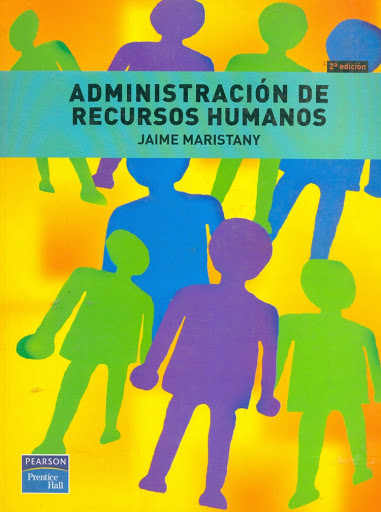 2ª edición
ADMINISTRACIÓN DE
RECURSOS HUMANOS
JAIME MARISTANY
PEARSON
Prentice
Hall